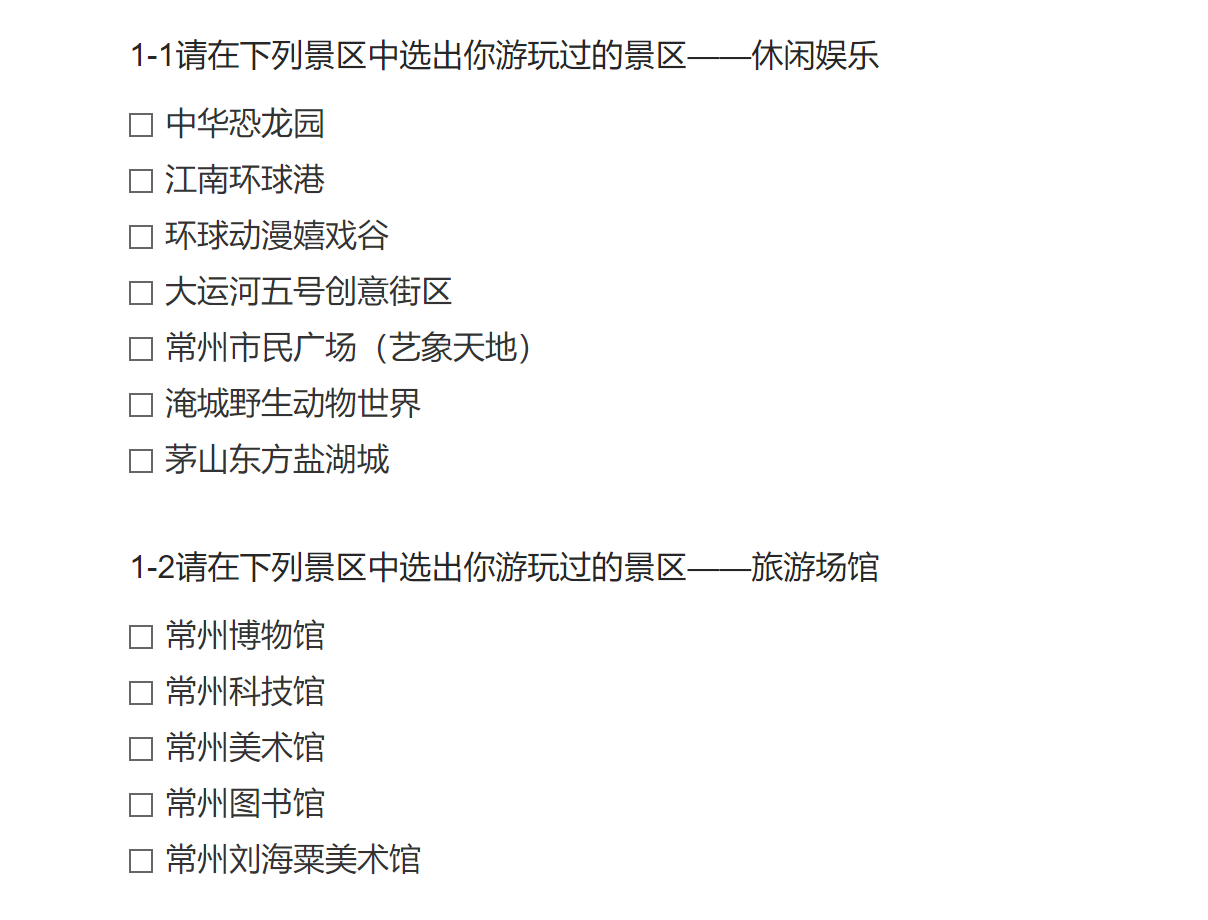 1-1请在下列景区中选出你游玩过的景区——休闲娱乐
中华恐龙园
江南环球港
环球动漫嬉戏谷
大运河五号创意街区
常州市民广场（艺象天地）
淹城野生动物世界
茅山东方盐湖城
1-2请在下列景区中选出你游玩过的景区——旅游场馆
常州博物馆
常州科技馆
常州美术馆
常州图书馆
常州刘海粟美术馆